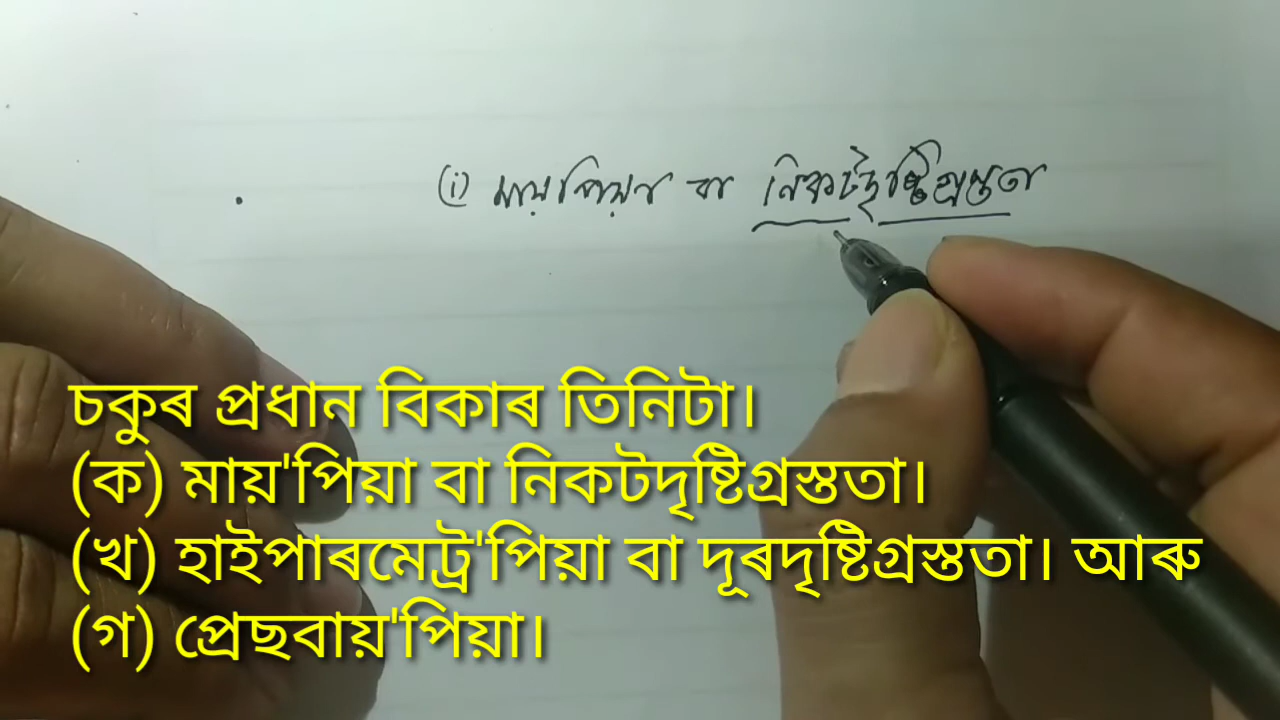 (i) মায়'পিয়া বা নিকটদৃষ্টিগ্ৰস্ততা
চকুৰ প্ৰধান বিকাৰ তিনিটা।
(ক) মায়'পিয়া বা নিকটদৃষ্টিগ্ৰস্ততা।
(খ) হাইপাৰমেট্ৰ'পিয়া বা দূৰদৃষ্টিগ্ৰস্ততা। আৰু
(গ) প্ৰেছবায়'পিয়া।